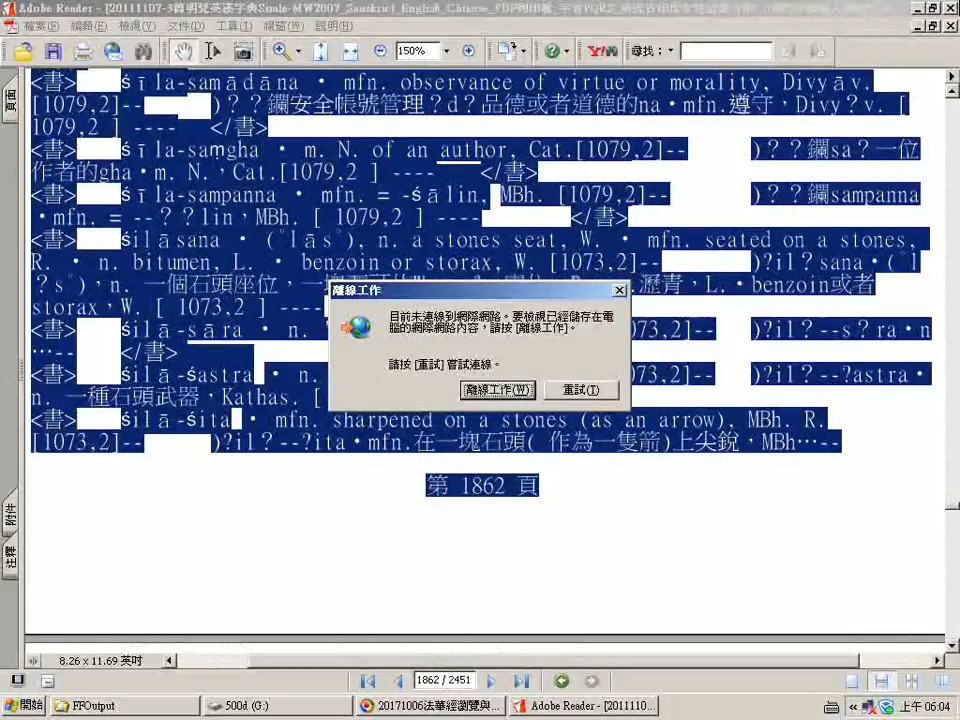 Adobe Reader - [20111107-3
檔案(F) 編輯(E) 檢視(V) 文件(D) 工具(T) 視窗(W) 說明(H)
150% 尋找：
頁面
<書> śīla-samādāna • mfn. observance of virtue or morality, Divyāv.
[1079,2]-- )？？鑭安全帳號管理？d？品德或者道德的na•mfn.遵守，Divy？v. [
1079,2 ] ---- </書>
<書> śīla-saṃgha • m. N. of an author, Cat.[1079,2]-- )？？鑭sa？一位
作者的gha•m. N.，Cat.[1079,2 ] ---- </書>
<書> śīla-sampanna • mfn. = -śālin, MBh. [1079,2]-- )？？鑭sampanna
•mfn. = --？？lin，MBh. [ 1079,2 ] ---- </書>
<書> śilāsana • (°lās°), n. a stones seat, W. • mfn. seated on a stones,
R. • n. bitumen, L. • benzoin or storax, W. [1073,2]-- )?il？sana•(°l
？s°)，n. 一個石頭座位，一 瀝青，L.•benzoin或者
storax，W. [ 1073,2 ]
<書> śilā-sāra • n. 073,2]-- )?il？--s？ra•n
…-- </書>
<書> śilā-śastra • n. 073,2]-- )?il？--?astra•
n. 一種石頭武器，Kathas. [
<書> śilā-śita • mfn. sharpened on a stones (as an arrow), MBh. R.
[1073,2]-- )?il？--?ita•mfn.在一塊石頭( 作為一隻箭)上尖銳，MBh…--
第 1862 頁
離線工作
目前未連線到網際網路。要檢視已經儲存在電
腦的網際網路內容，請按 [離線工作]。
請按 [重試] 嘗試連線。
離線工作(W) 重試(T)
附件
注釋
8.26 x 11.69 英吋
1862 / 2451
開始 FFOutput 500d (G:) 20171006法華經瀏覽與... Adobe Reader - [2011110... 上午 06:04